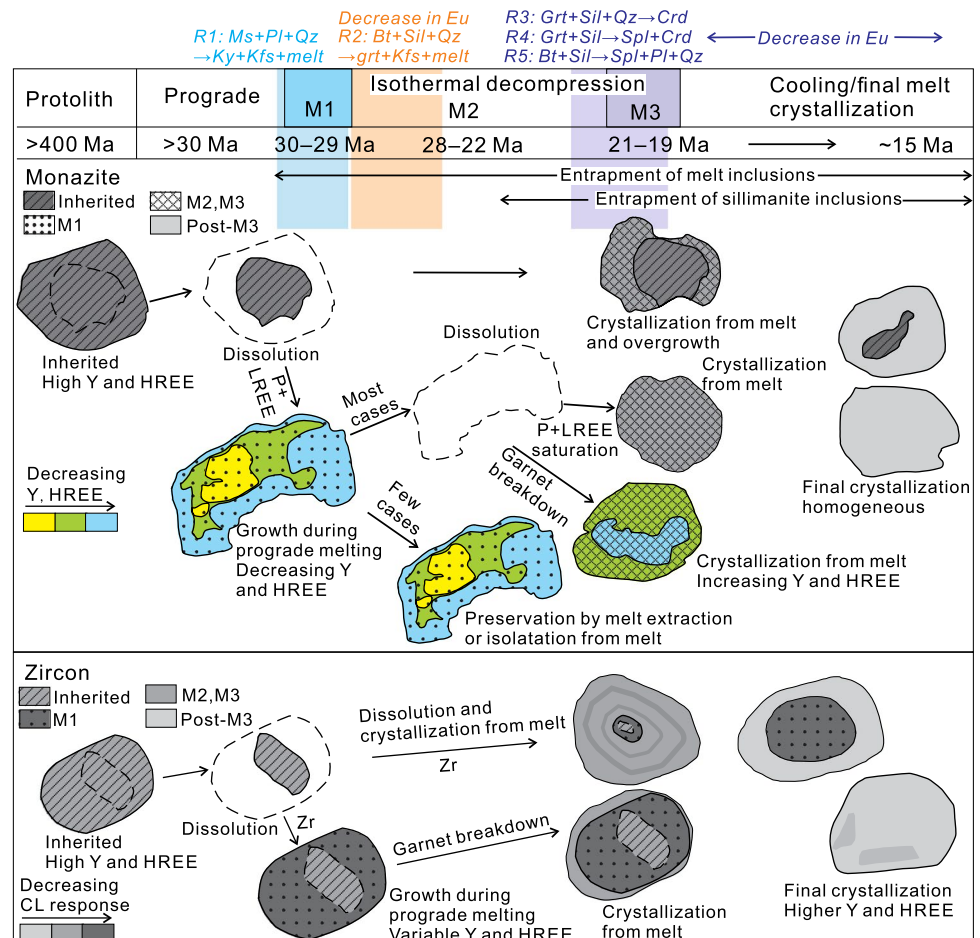 R1: Ms+Pl+Qz
→Ky+Kfs+melt
Decrease in Eu
R2: Bt+Sil+Qz
→grt+Kfs+melt
R3: Grt+Sil+Qz→Crd
R4: Grt+Sil→Spl+Crd
R5: Bt+Sil→Spl+Pl+Qz
Decrease in Eu
Protolith
Prograde
M1
Isothermal decompression
M2
M3
Cooling/final melt
crystallization
>400 Ma
>30 Ma
30–29 Ma
28–22 Ma
21–19 Ma
~15 Ma
Monazite
Entrapment of melt inclusions
Entrapment of sillimanite inclusions
Inherited
M2,M3
M1
Post-M3
Inherited
High Y and HREE
Dissolution
P+
LREE
Crystallization from melt
and overgrowth
Dissolution
Crystallization
from melt
Most
cases
P+LREE
saturation
Garnet
breakdown
Final crystallization
homogeneous
Decreasing
Y, HREE
Growth during
prograde melting
Decreasing Y
and HREE
Few
cases
Crystallization from melt
Increasing Y and HREE
Preservation by melt extraction
or isolatation from melt
Zircon
Inherited
M2,M3
M1
Post-M3
Dissolution and
crystallization from melt
Zr
Inherited
High Y and HREE
Dissolution
Zr
Garnet breakdown
Decreasing
CL response
Growth during
prograde melting
Variable Y and HREE
Crystallization
from melt
Final crystallization
Higher Y and HREE